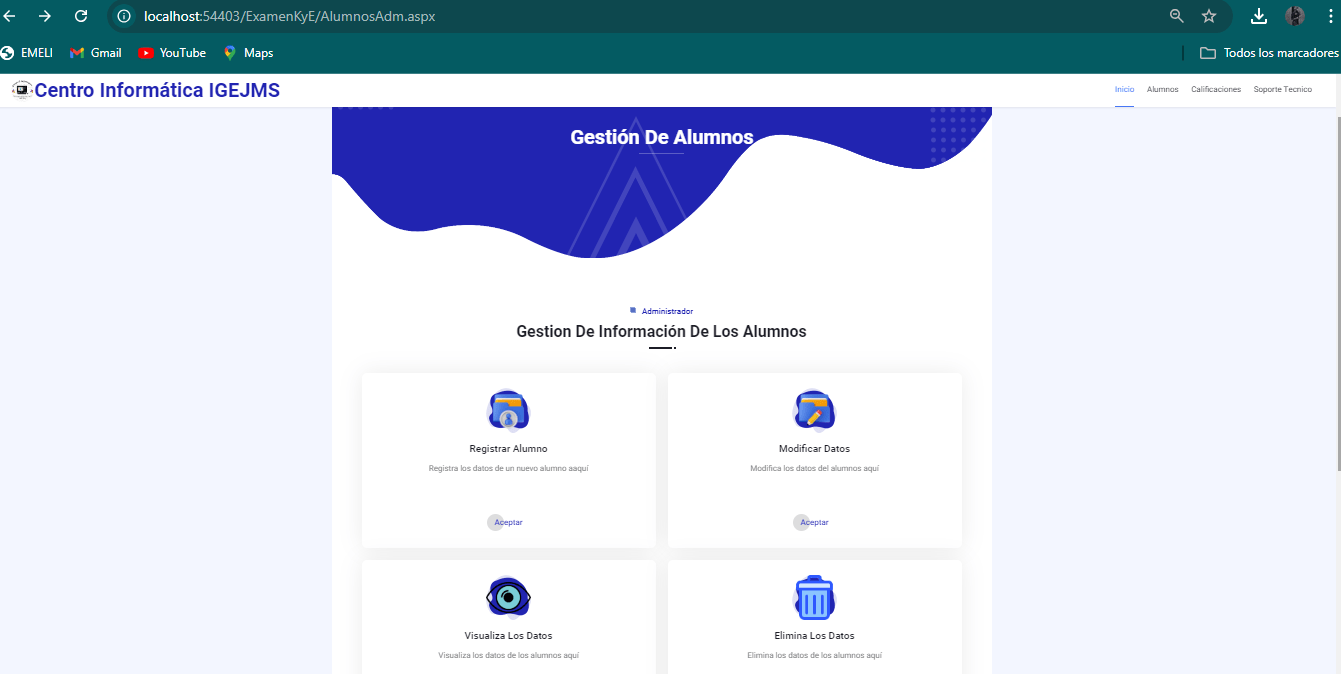 localhost:54403/ExamenKyE/AlumnosAdm.aspx
EMELI Gmail YouTube Maps Todos los marcadores
Centro Informática IGEJMS Inicio Alumnos Calificaciones Soporte Tecnico
Gestión De Alumnos
Administrador
Gestion De Información De Los Alumnos
Registrar Alumno
Registra los datos de un nuevo alumno aaquí
Aceptar
Modificar Datos
Modifica los datos del alumnos aquí
Aceptar
Visualiza Los Datos
Visualiza los datos de los alumnos aquí
Elimina Los Datos
Elimina los datos de los alumnos aquí